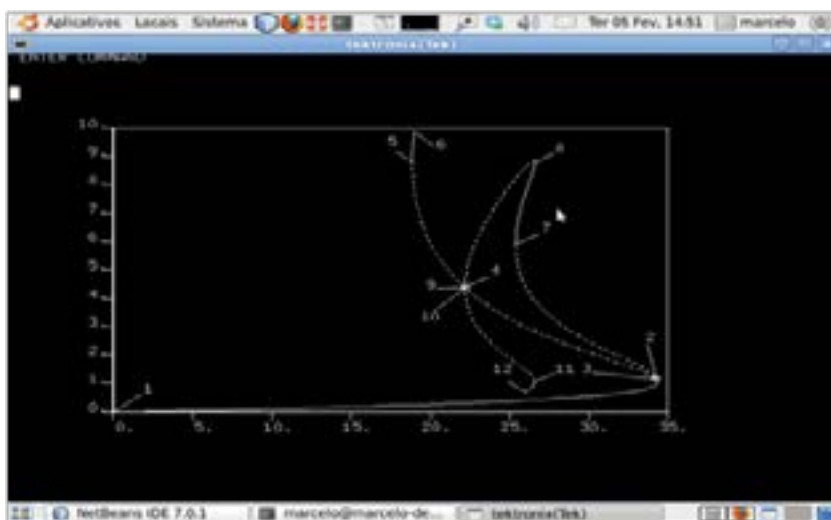 Aplicativos Locais Sistema Ter 05 Fev, 14:51 marcelo
tektronix(Tek)
ENTER COMMAND
10.
9.
8.
7.
6.
5.
4.
3.
2.
1.
0.
5 6 8
7
9 4
10
2
12 11 3
1
0. 5. 10. 15. 20. 25. 30. 35.
NetBeans IDE 7.0.1 marcelo@marcelo-de... tektronix(Tek)